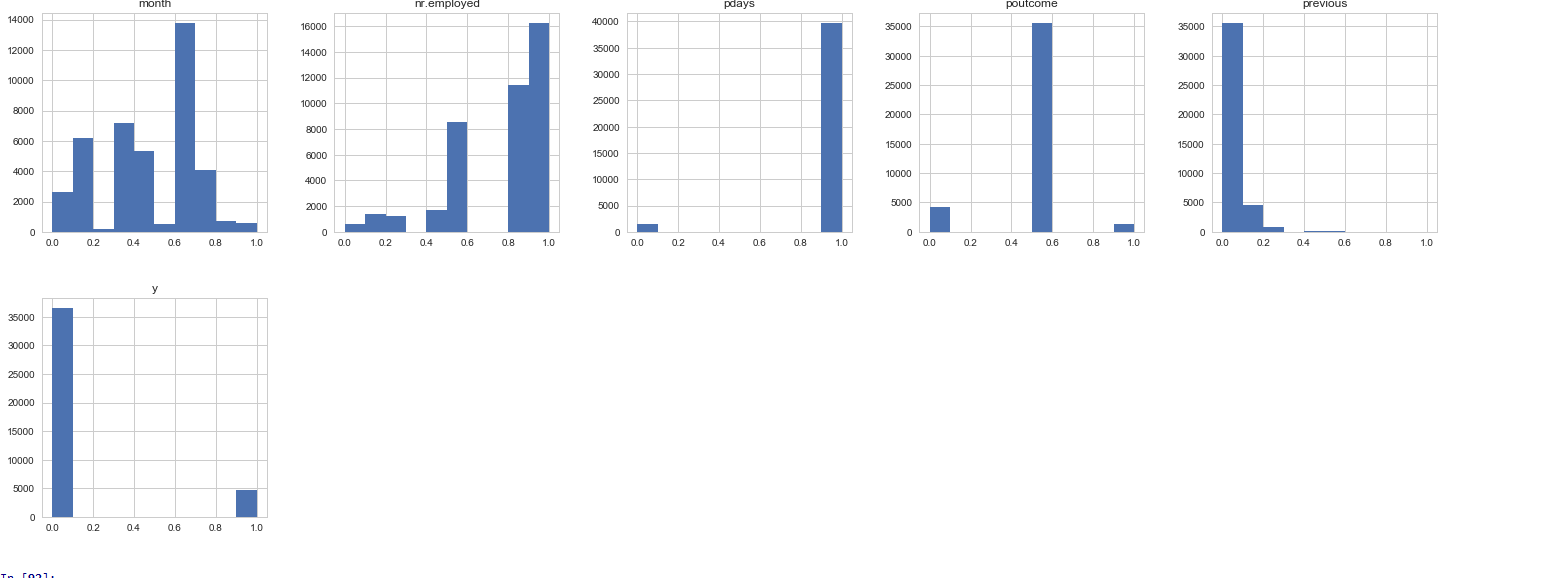 month nr.employed pdays poutcome previous
14000 16000 40000 35000 35000
12000 14000 35000 30000 30000
10000 12000 30000 25000 25000
8000 10000 25000 20000 20000
6000 8000 20000 15000 15000
4000 6000 15000 10000 10000
2000 4000 10000 5000 5000
0 2000 5000 0 0
0 0
0.0 0.2 0.4 0.6 0.8 1.0 0.0 0.2 0.4 0.6 0.8 1.0 0.0 0.2 0.4 0.6 0.8 1.0 0.0 0.2 0.4 0.6 0.8 1.0 0.0 0.2 0.4 0.6 0.8 1.0
y
35000
30000
25000
20000
15000
10000
5000
0
0.0 0.2 0.4 0.6 0.8 1.0
In [92]: